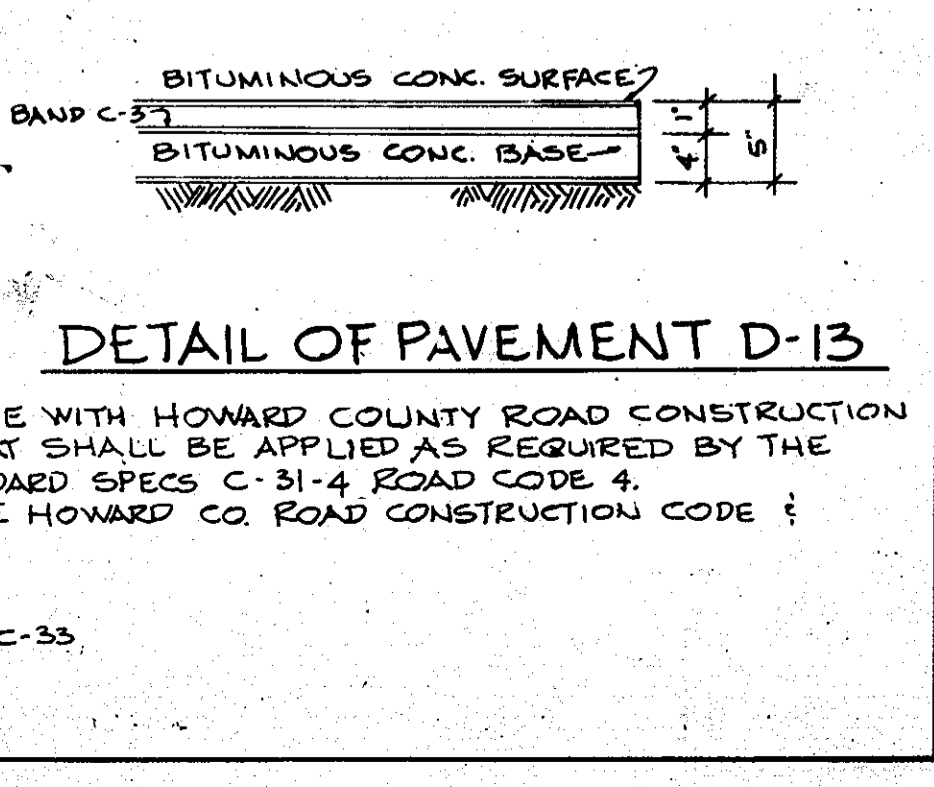 BITUMINOUS CONC. SURFACE
BAND C-3
BITUMINOUS CONC. BASE
1"
4"
5"
DETAIL OF PAVEMENT D-13
E WITH HOWARD COUNTY ROAD CONSTRUCTION
AT SHALL BE APPLIED AS REQUIRED BY THE
DARD SPECS C-31-4 ROAD CODE 4.
E HOWARD CO. ROAD CONSTRUCTION CODE &
C-33